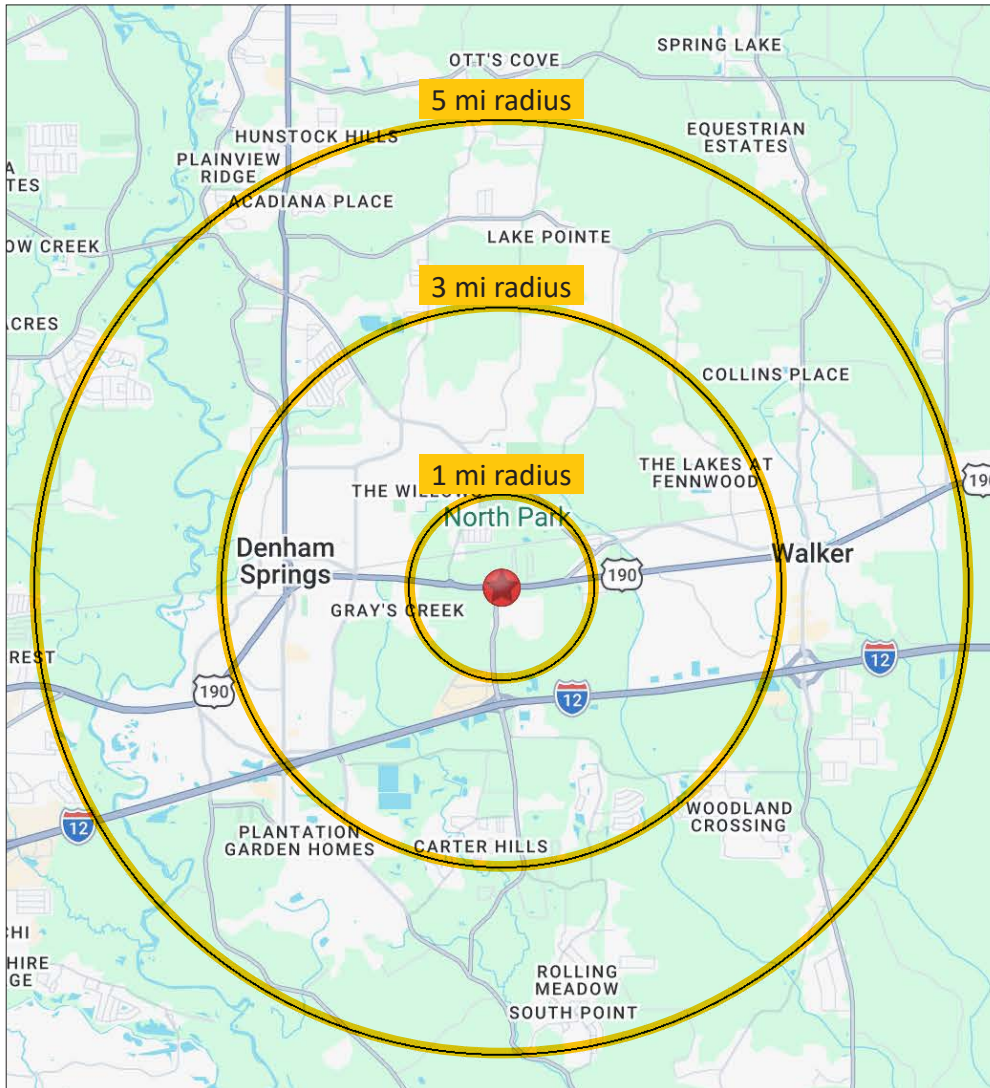 SPRING LAKE
OTT'S COVE
5 mi radius
EQUESTRIAN
ESTATES
HUNSTOCK HILLS
PLAINVIEW
RIDGE
A
TES
ACADIANA PLACE
LAKE POINTE
OW CREEK
3 mi radius
ACRES
COLLINS PLACE
1 mi radius
THE LAKES AT
FENNWOOD
190
THE WILLOW
North Park
Denham
Springs
Walker
190
GRAY'S CREEK
REST
12
190
12
WOODLAND
CROSSING
12
PLANTATION
GARDEN HOMES
CARTER HILLS
CHI
HIRE
GE
ROLLING
MEADOW
SOUTH POINT